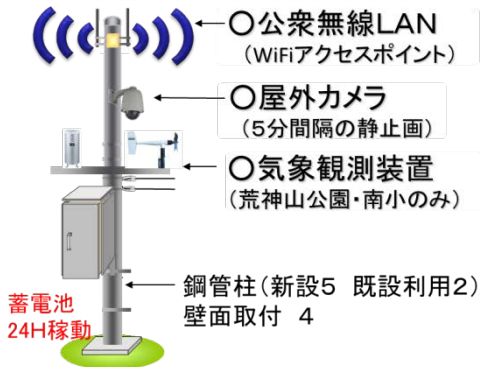 ○公衆無線LAN
（WiFiアクセスポイント）
○屋外カメラ
（5分間隔の静止画）
○気象観測装置
（荒神山公園・南小のみ）
鋼管柱（新設5　既設利用2）
壁面取付　4
蓄電池
24H稼動